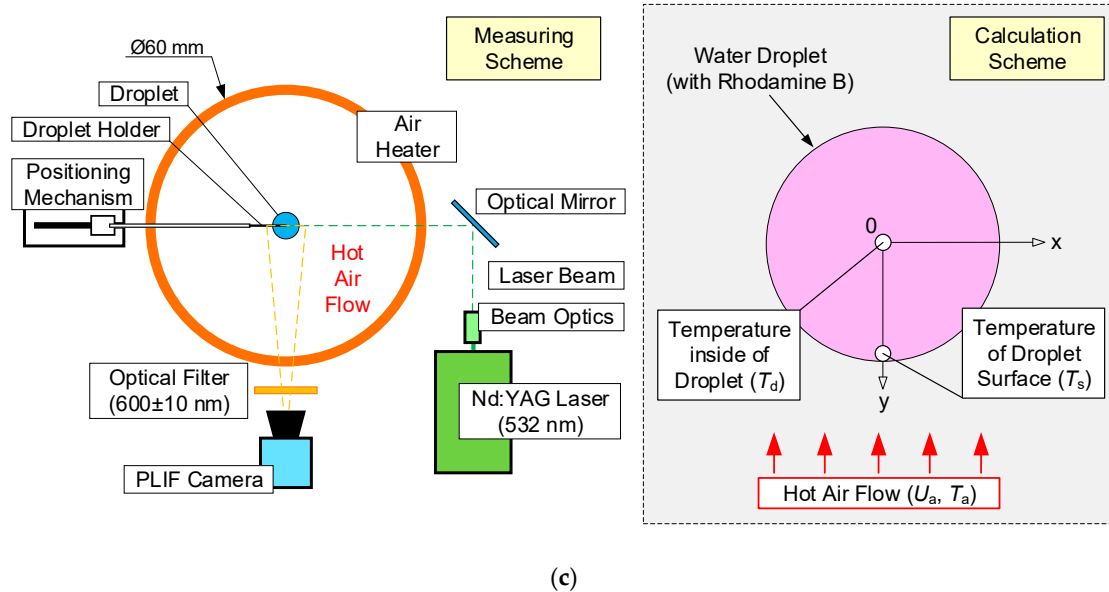 Measuring
Scheme
Ø60 mm
Droplet
Droplet Holder
Positioning
Mechanism
Air
Heater
Optical Mirror
Hot
Air
Flow
Laser Beam
Beam Optics
Optical Filter
(600±10 nm)
Nd:YAG Laser
(532 nm)
PLIF Camera
Calculation
Scheme
Water Droplet
(with Rhodamine B)
0
x
Temperature
inside of
Droplet (Td)
Temperature
of Droplet
Surface (Ts)
y
Hot Air Flow (Ua, Ta)
(c)